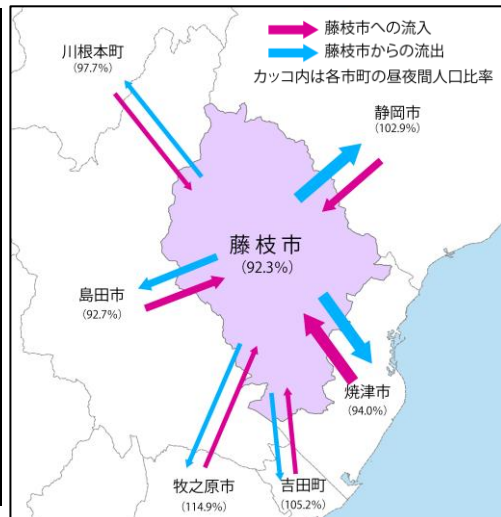 藤枝市への流入
藤枝市からの流出
カッコ内は各市町の昼夜間人口比率
川根本町
(97.7%)
静岡市
(102.9%)
藤枝市
(92.3%)
島田市
(92.7%)
焼津市
(94.0%)
牧之原市
(114.9%)
吉田町
(105.2%)